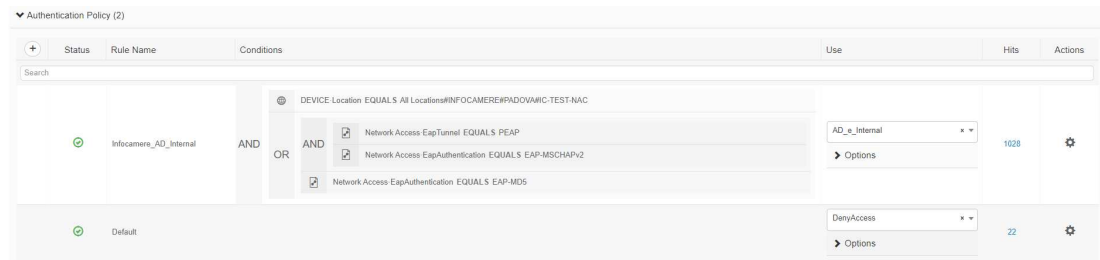 Authentication Policy (2)
+ Status Rule Name Conditions Use Hits Actions
Search
DEVICE·Location EQUALS All Locations#INFOCAMERE#PADOVA#IC-TEST-NAC
Infocamere_AD_Internal AND OR AND
Network Access·EapTunnel EQUALS PEAP
Network Access·EapAuthentication EQUALS EAP-MSCHAPv2
Network Access·EapAuthentication EQUALS EAP-MD5
AD_e_Internal
Options
1028
Default
DenyAccess
Options
22